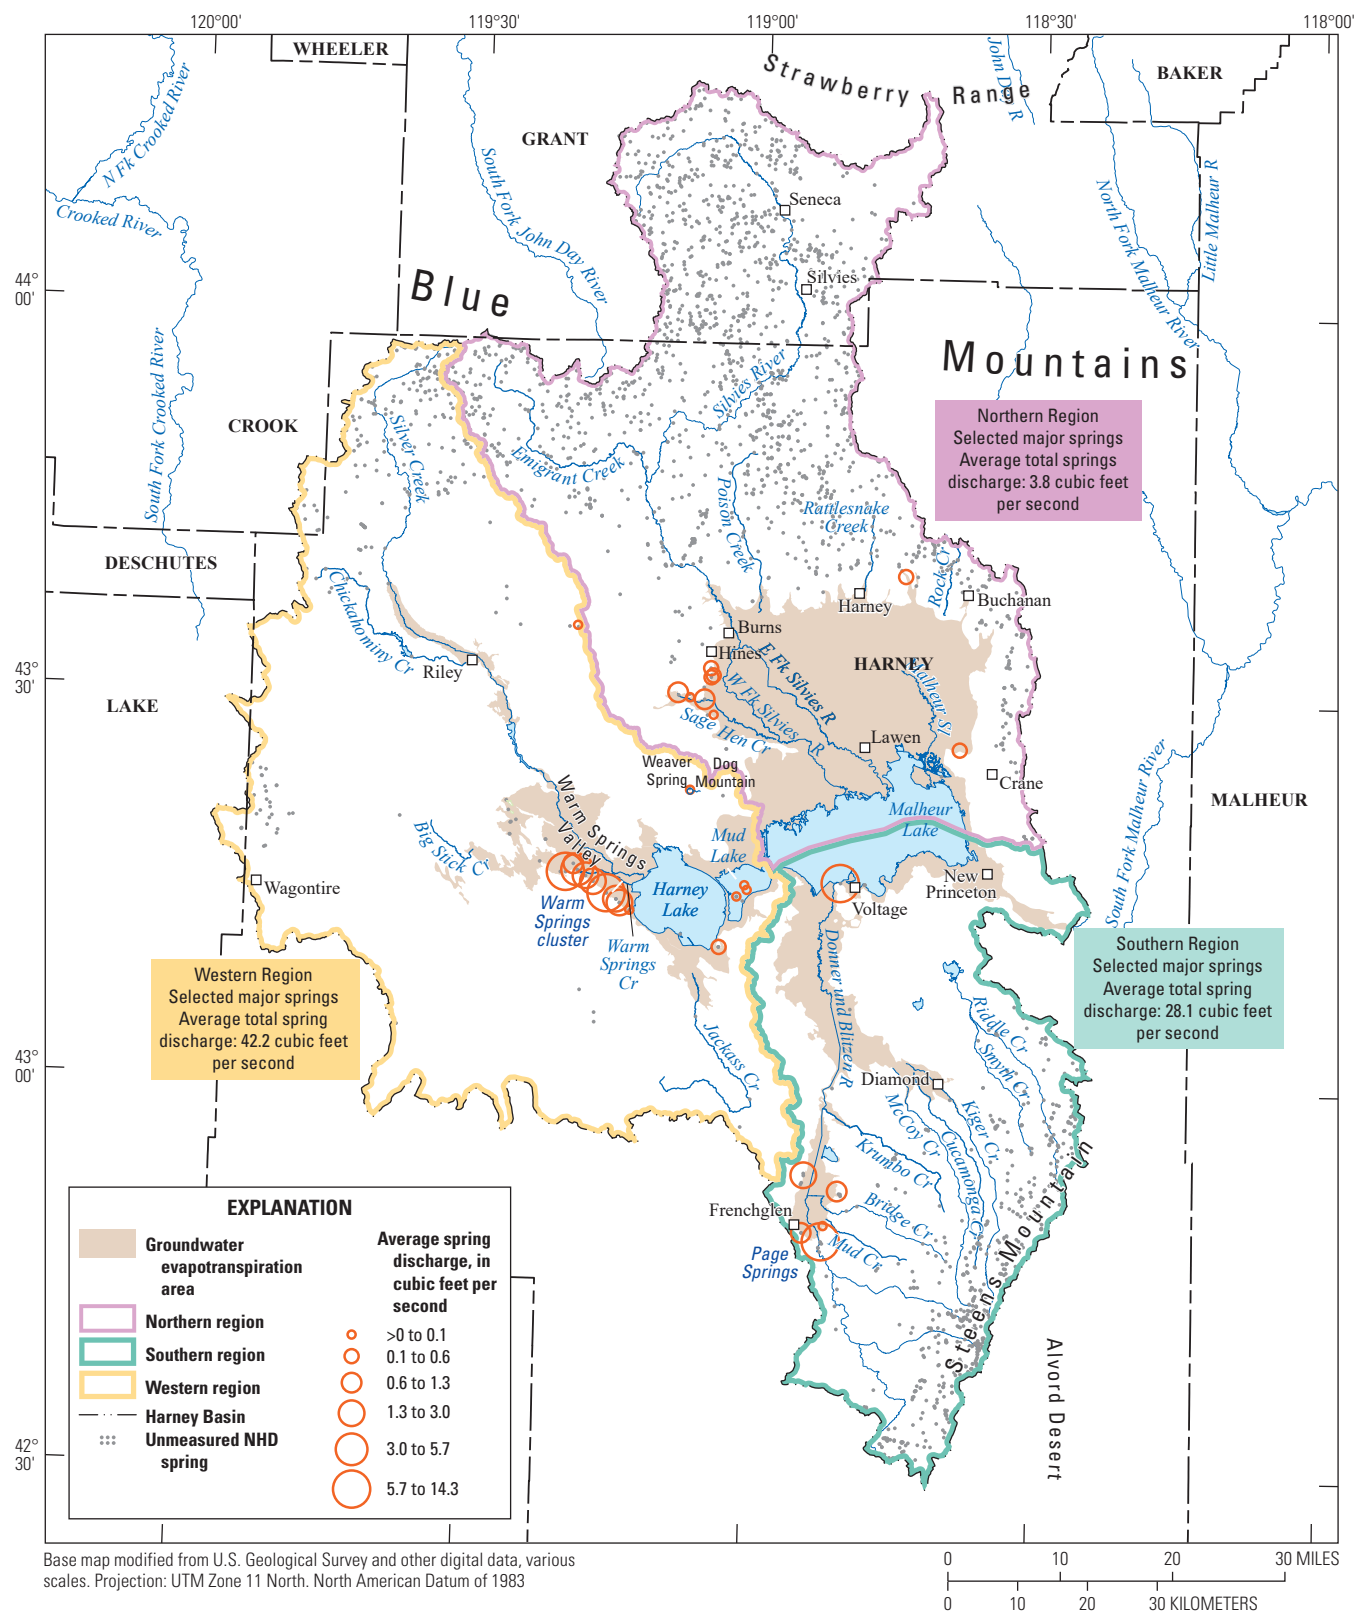 120°00'
119°30'
119°00'
118°30'
118°00'
44°
00'
43°
30'
43°
00'
42°
30'
WHEELER
GRANT
BAKER
CROOK
DESCHUTES
LAKE
HARNEY
MALHEUR
Strawberry Range
Blue
Mountains
N Fk Crooked River
Crooked River
South Fork Crooked River
South Fork John Day River
John Day R
North Fork Malheur River
Little Malheur R
South Fork Malheur River
Seneca
Silvies
Silvies River
Silver Creek
Emigrant Creek
Poison Creek
Rattlesnake
Creek
Rock Cr
Harney
Buchanan
Burns
Hines
Riley
Chickahominy Cr
E Fk Silvies R
W Fk Silvies R
Malheur Sl
Sage Hen Cr
Lawen
Crane
Weaver
Spring
Dog
Mountain
Warm Springs
Valley
Big Stick Cr
Mud
Lake
Malheur
Lake
Harney
Lake
Wagontire
Voltage
New
Princeton
Warm
Springs
cluster
Warm
Springs
Cr
Jackass Cr
Donner und Blitzen R
Riddle Cr
Smyth Cr
Diamond
McCoy Cr
Kiger Cr
Cucamonga Cr
Krumbo Cr
Bridge Cr
Mud Cr
Frenchglen
Page
Springs
Steens Mountain
Alvord Desert
Northern Region
Selected major springs
Average total springs
discharge: 3.8 cubic feet
per second
Southern Region
Selected major springs
Average total spring
discharge: 28.1 cubic feet
per second
Western Region
Selected major springs
Average total spring
discharge: 42.2 cubic feet
per second
EXPLANATION
Groundwater
evapotranspiration
area
Northern region
Southern region
Western region
Harney Basin
Unmeasured NHD
spring
Average spring
discharge, in
cubic feet per
second
>0 to 0.1
0.1 to 0.6
0.6 to 1.3
1.3 to 3.0
3.0 to 5.7
5.7 to 14.3
Base map modified from U.S. Geological Survey and other digital data, various
scales. Projection: UTM Zone 11 North. North American Datum of 1983
0 10 20 30 MILES
0 10 20 30 KILOMETERS